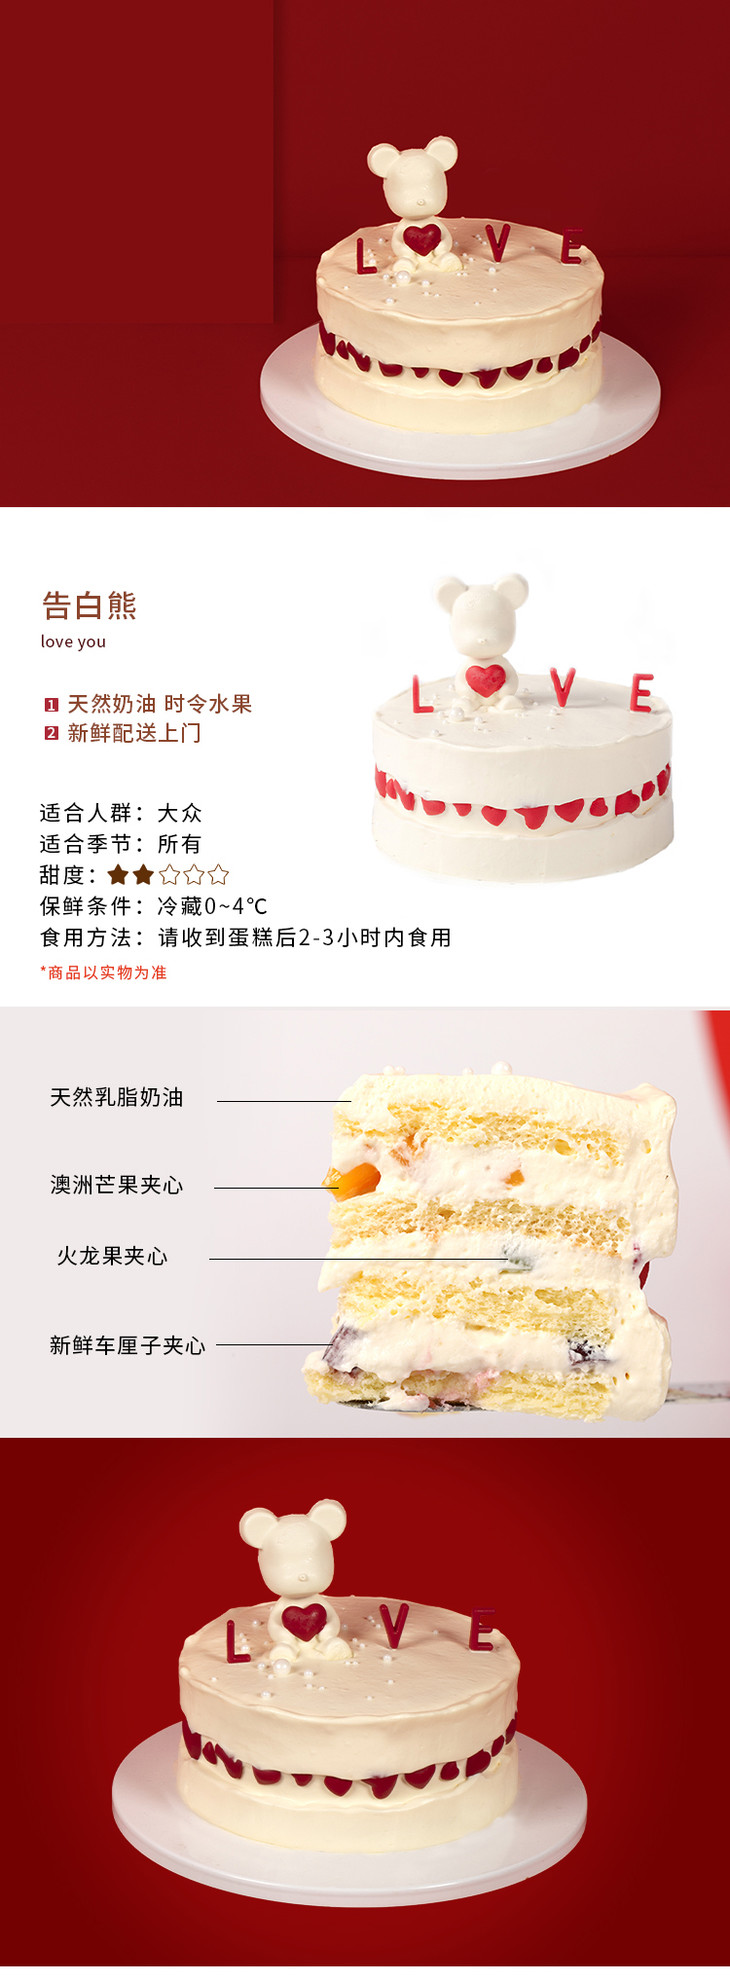 L V E
告白熊
love you
1 天然奶油 时令水果
2 新鲜配送上门
L V E
适合人群：大众
适合季节：所有
甜度：★★☆☆☆
保鲜条件：冷藏0~4℃
食用方法：请收到蛋糕后2-3小时内食用
*商品以实物为准
天然乳脂奶油
澳洲芒果夹心
火龙果夹心
新鲜车厘子夹心
L V E